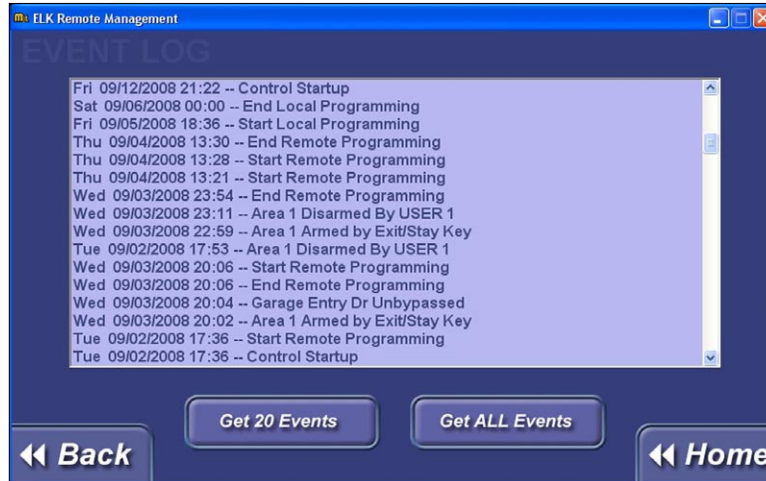 ELK Remote Management
EVENT LOG
Fri 09/12/2008 21:22 -- Control Startup
Sat 09/06/2008 00:00 -- End Local Programming
Fri 09/05/2008 18:36 -- Start Local Programming
Thu 09/04/2008 13:30 -- End Remote Programming
Thu 09/04/2008 13:28 -- Start Remote Programming
Thu 09/04/2008 13:21 -- Start Remote Programming
Wed 09/03/2008 23:54 -- End Remote Programming
Wed 09/03/2008 23:11 -- Area 1 Disarmed By USER 1
Wed 09/03/2008 22:59 -- Area 1 Armed by Exit/Stay Key
Tue 09/02/2008 17:53 -- Area 1 Disarmed By USER 1
Wed 09/03/2008 20:06 -- Start Remote Programming
Wed 09/03/2008 20:06 -- End Remote Programming
Wed 09/03/2008 20:04 -- Garage Entry Dr Unbypassed
Wed 09/03/2008 20:02 -- Area 1 Armed by Exit/Stay Key
Tue 09/02/2008 17:36 -- Start Remote Programming
Tue 09/02/2008 17:36 -- Control Startup
Get 20 Events
Get ALL Events
Back
Home